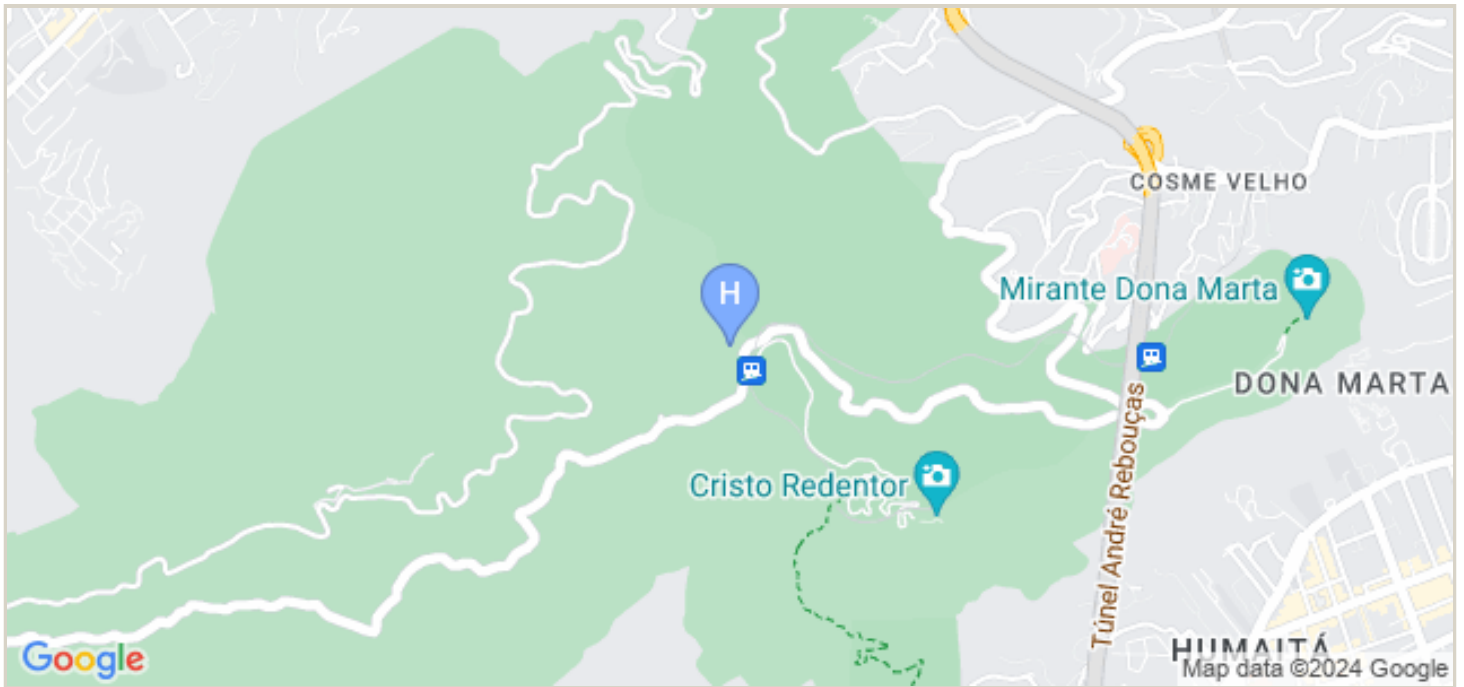 COSME VELHO
H
Mirante Dona Marta
DONA MARTA
Túnel André Rebouças
Cristo Redentor
HUMAITÁ
Google
Map data ©2024 Google